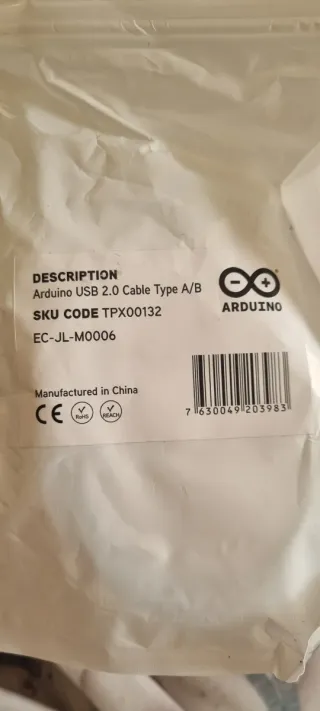 DESCRIPTION
Arduino USB 2.0 Cable Type A/B
SKU CODE TPX00132
EC-JL-M0006
ARDUINO
Manufactured in China
CE RoHS REACH
7 630049 203983